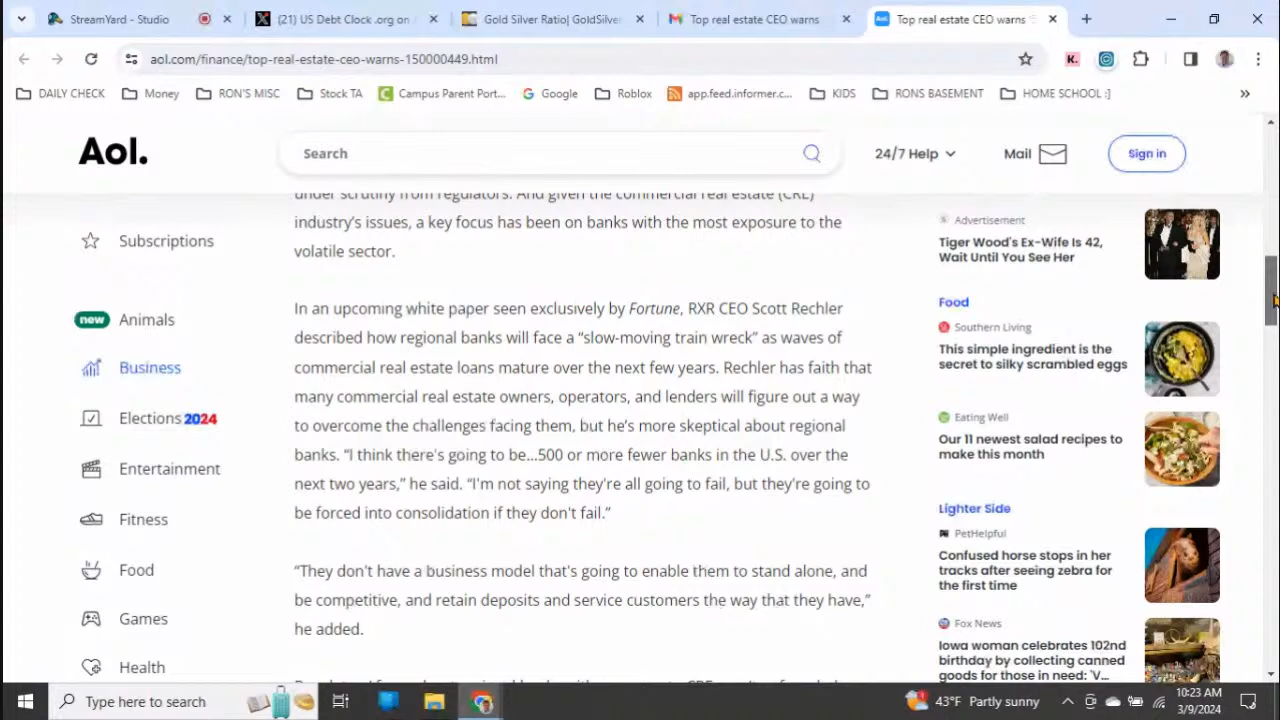 StreamYard - Studio
(21) US Debt Clock .org on
Gold Silver Ratio| GoldSilver
Top real estate CEO warns
Top real estate CEO warns
aol.com/finance/top-real-estate-ceo-warns-150000449.html
DAILY CHECK
Money
RON'S MISC
Stock TA
Campus Parent Port...
Google
Roblox
app.feed.informer.c...
KIDS
RONS BASEMENT
HOME SCHOOL :]
Aol.
Search
24/7 Help
Mail
Sign in
Subscriptions
new Animals
Business
Elections 2024
Entertainment
Fitness
Food
Games
Health
under scrutiny from regulators. And given the commercial real estate (CRE)
industry's issues, a key focus has been on banks with the most exposure to the
volatile sector.
In an upcoming white paper seen exclusively by Fortune, RXR CEO Scott Rechler
described how regional banks will face a “slow-moving train wreck” as waves of
commercial real estate loans mature over the next few years. Rechler has faith that
many commercial real estate owners, operators, and lenders will figure out a way
to overcome the challenges facing them, but he's more skeptical about regional
banks. “I think there's going to be...500 or more fewer banks in the U.S. over the
next two years,” he said. “I'm not saying they're all going to fail, but they're going to
be forced into consolidation if they don't fail.”
“They don't have a business model that's going to enable them to stand alone, and
be competitive, and retain deposits and service customers the way that they have,”
he added.
Advertisement
Tiger Wood's Ex-Wife Is 42,
Wait Until You See Her
Food
Southern Living
This simple ingredient is the
secret to silky scrambled eggs
Eating Well
Our 11 newest salad recipes to
make this month
Lighter Side
PetHelpful
Confused horse stops in her
tracks after seeing zebra for
the first time
Fox News
Iowa woman celebrates 102nd
birthday by collecting canned
goods for those in need: 'V...
Type here to search
43°F Partly sunny
10:23 AM
3/9/2024